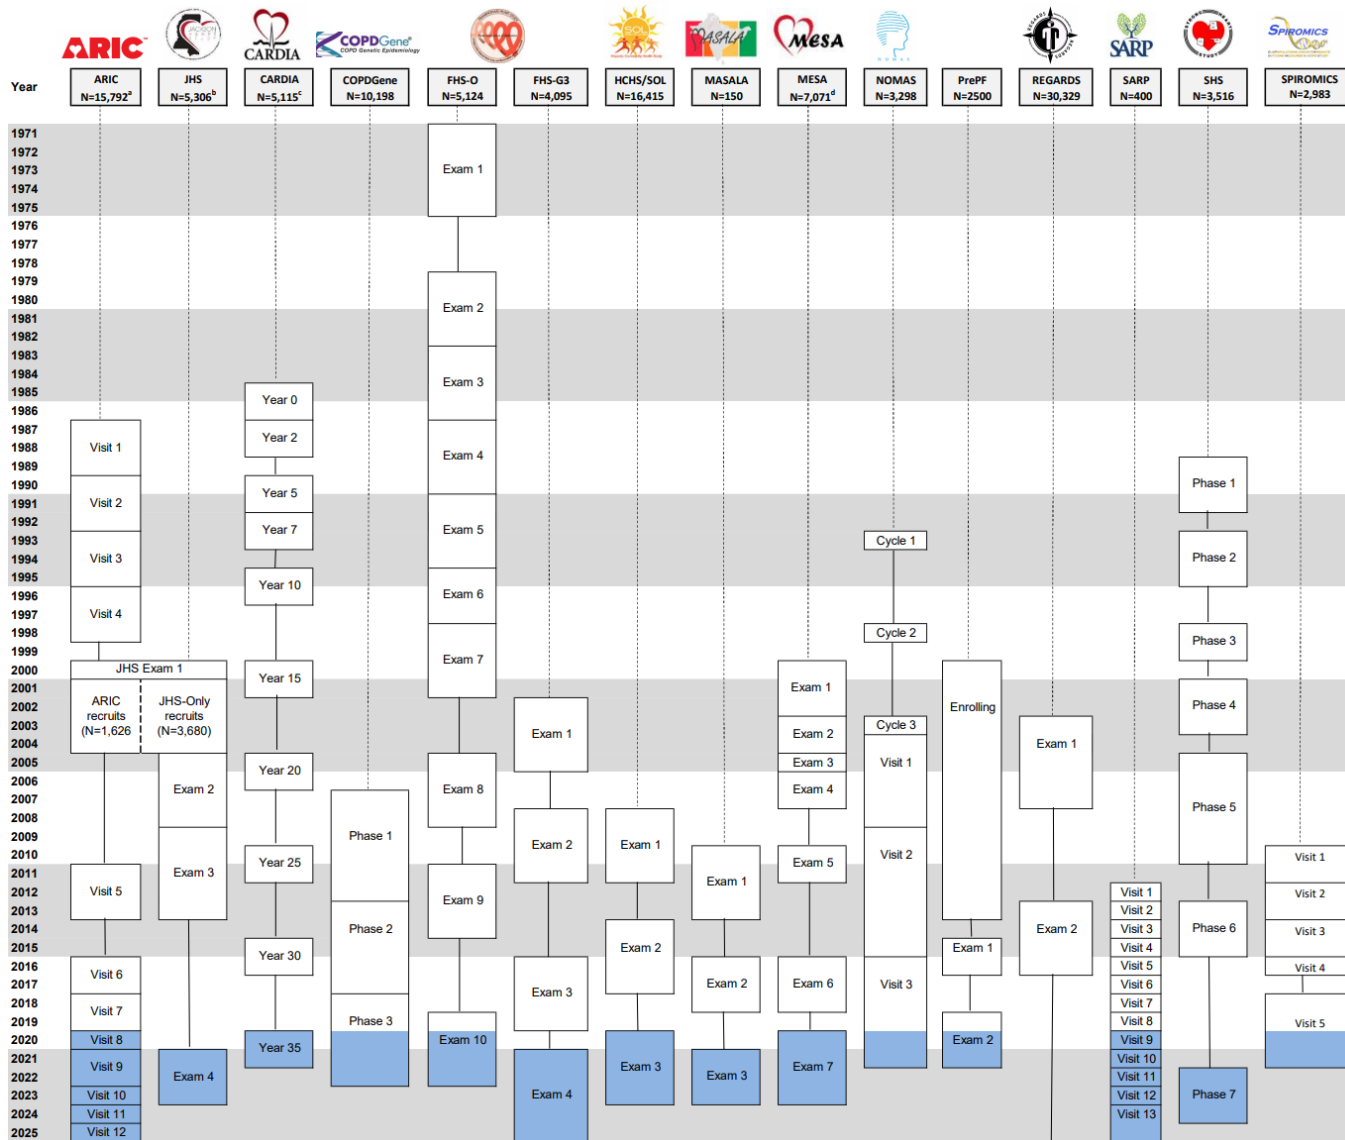 ARIC
JACKSON
HEART
CARDIA
COPDGene®
COPD Genetic Epidemiology
SOL
MASALA
MESA
NOMAS
REGARDS
SARP
STRONG HEART
STUDY
SPIROMICS
Year
ARIC
N=15,792a
JHS
N=5,306b
CARDIA
N=5,115c
COPDGene
N=10,198
FHS-O
N=5,124
FHS-G3
N=4,095
HCHS/SOL
N=16,415
MASALA
N=150
MESA
N=7,071d
NOMAS
N=3,298
PrePF
N=2500
REGARDS
N=30,329
SARP
N=400
SHS
N=3,516
SPIROMICS
N=2,983
1971
1972
1973
1974
1975
1976
1977
1978
1979
1980
1981
1982
1983
1984
1985
1986
1987
1988
1989
1990
1991
1992
1993
1994
1995
1996
1997
1998
1999
2000
2001
2002
2003
2004
2005
2006
2007
2008
2009
2010
2011
2012
2013
2014
2015
2016
2017
2018
2019
2020
2021
2022
2023
2024
2025
Visit 1
Visit 2
Visit 3
Visit 4
JHS Exam 1
ARIC
recruits
(N=1,626
JHS-Only
recruits
(N=3,680)
Visit 5
Visit 6
Visit 7
Visit 8
Visit 9
Visit 10
Visit 11
Visit 12
Exam 2
Exam 3
Exam 4
Year 0
Year 2
Year 5
Year 7
Year 10
Year 15
Year 20
Year 25
Year 30
Year 35
Phase 1
Phase 2
Phase 3
Exam 1
Exam 2
Exam 3
Exam 4
Exam 5
Exam 6
Exam 7
Exam 8
Exam 9
Exam 10
Exam 1
Exam 2
Exam 3
Exam 4
Exam 1
Exam 2
Exam 3
Exam 1
Exam 2
Exam 3
Exam 1
Exam 2
Exam 3
Exam 4
Exam 5
Exam 6
Exam 7
Cycle 1
Cycle 2
Cycle 3
Visit 1
Visit 2
Visit 3
Enrolling
Exam 1
Exam 2
Exam 1
Exam 2
Visit 1
Visit 2
Visit 3
Visit 4
Visit 5
Visit 6
Visit 7
Visit 8
Visit 9
Visit 10
Visit 11
Visit 12
Visit 13
Phase 1
Phase 2
Phase 3
Phase 4
Phase 5
Phase 6
Phase 7
Visit 1
Visit 2
Visit 3
Visit 4
Visit 5